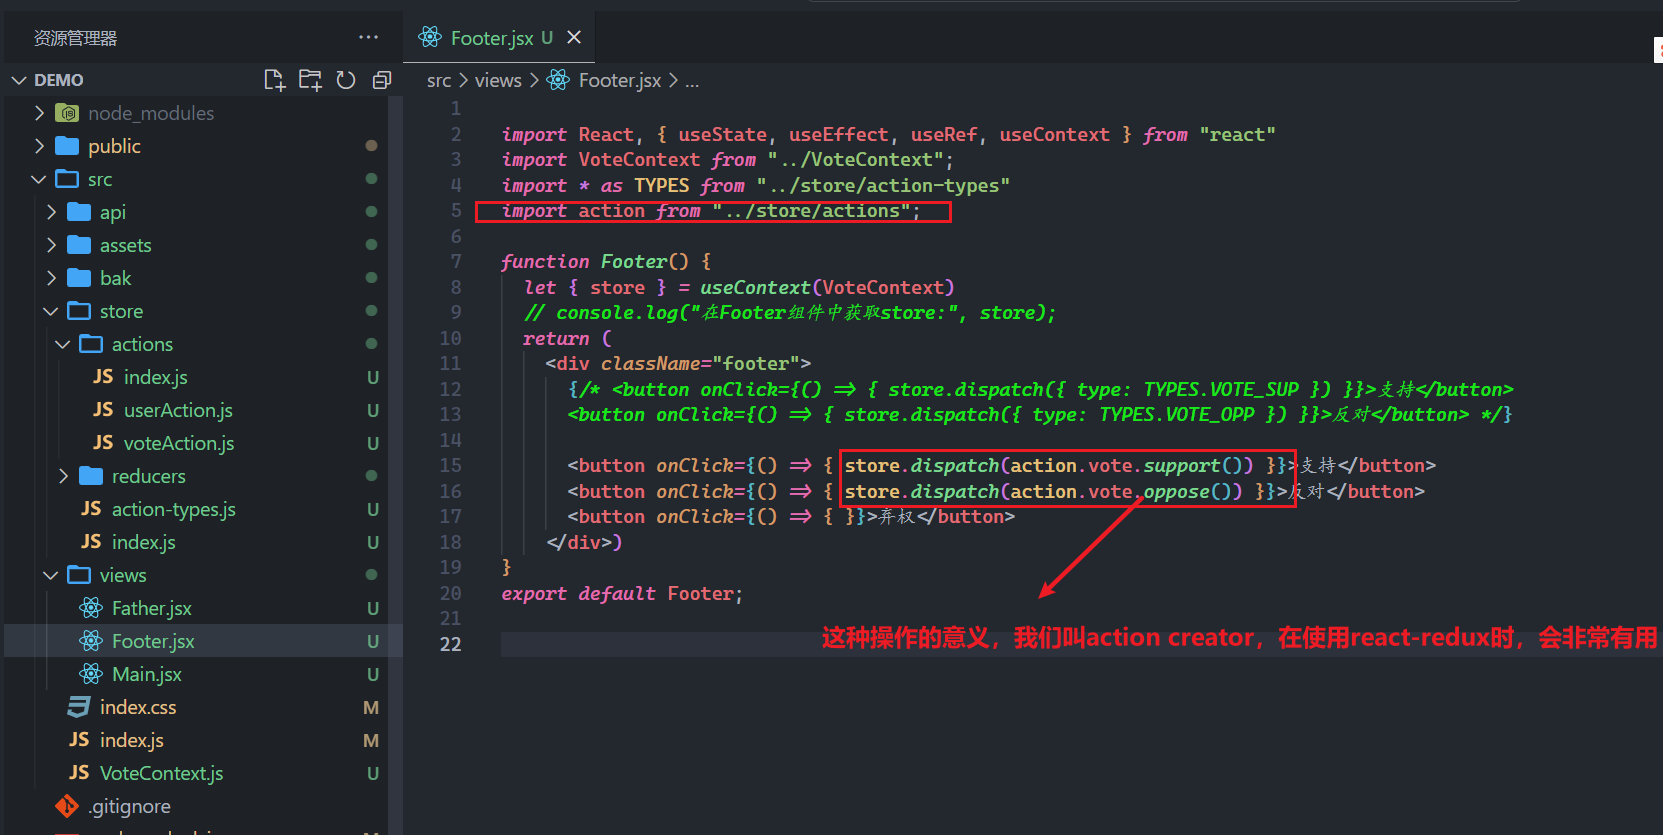 资源管理器
Footer.jsx U
DEMO
src > views > Footer.jsx > ...
node_modules
public
src
api
assets
bak
store
actions
index.js U
userAction.js U
voteAction.js U
reducers
action-types.js U
index.js U
views
Father.jsx U
Footer.jsx U
Main.jsx U
index.css M
index.js M
VoteContext.js U
.gitignore
1
2 import React, { useState, useEffect, useRef, useContext } from "react"
3 import VoteContext from "../VoteContext";
4 import * as TYPES from "../store/action-types"
5 import action from "../store/actions";
6
7 function Footer() {
8 let { store } = useContext(VoteContext)
9 // console.log("在Footer组件中获取store:", store);
10 return (
11 <div className="footer">
12 {/* <button onClick={() => { store.dispatch({ type: TYPES.VOTE_SUP }) }}>支持</button>
13 <button onClick={() => { store.dispatch({ type: TYPES.VOTE_OPP }) }}>反对</button> */}
14
15 <button onClick={() => { store.dispatch(action.vote.support()) }}>支持</button>
16 <button onClick={() => { store.dispatch(action.vote.oppose()) }}>反对</button>
17 <button onClick={() => { }}>弃权</button>
18 </div>)
19 }
20 export default Footer;
21
22
这种操作的意义，我们叫action creator，在使用react-redux时，会非常有用